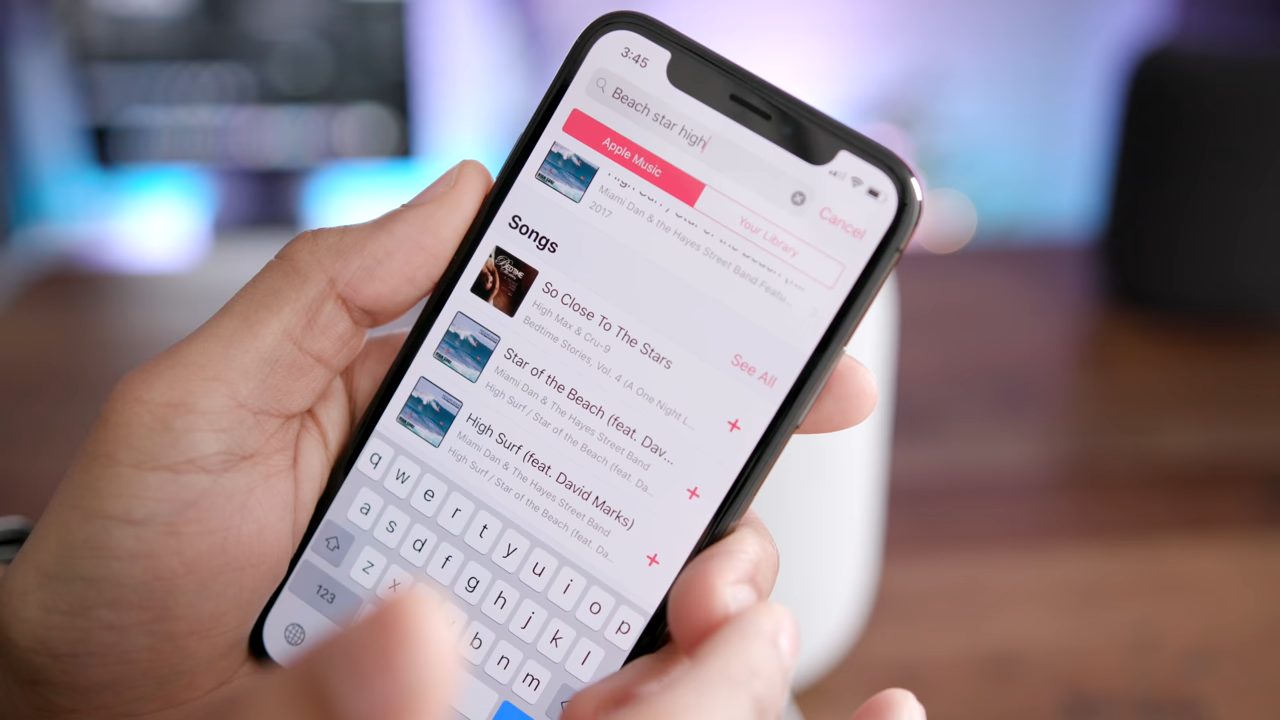 3:45
Beach star high
Cancel
Apple Music
Your Library
Miami Dan & the Hayes Street Band Featu...
2017
Songs
See All
So Close To The Stars
High Max & Cru-9
Bedtime Stories, Vol. 4 (A One Night L...
Star of the Beach (feat. Dav...
Miami Dan & The Hayes Street Band
High Surf / Star of the Beach (feat. Da...
High Surf (feat. David Marks)
Miami Dan & The Hayes Street Band
High Surf / Star of the Beach (feat. Da...
q w e r t y u i o p
a s d f g h j k l
z x b n m
123